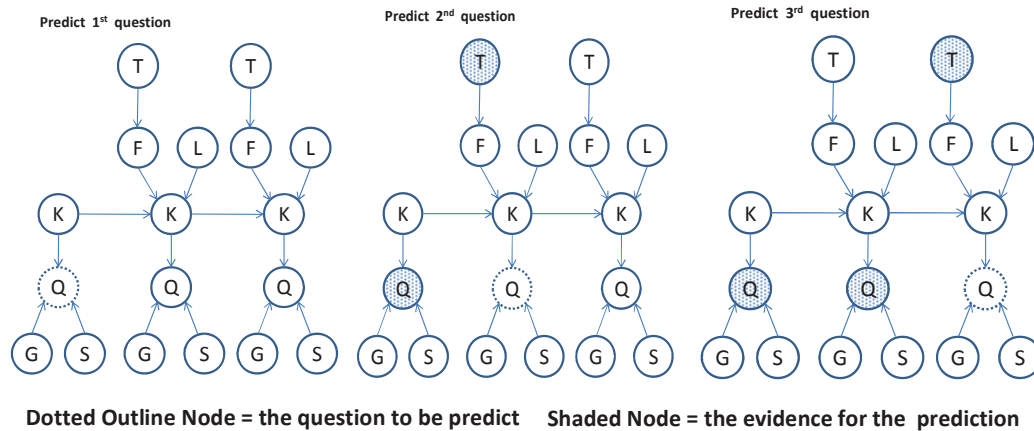 Predict 1st question
Predict 2nd question
Predict 3rd question
T T T T T T
F L F L F L F L F L F L
K K K K K K K K K
Q Q Q Q Q Q Q Q Q
G S G S G S G S G S G S G S G S G S
Dotted Outline Node = the question to be predict Shaded Node = the evidence for the prediction